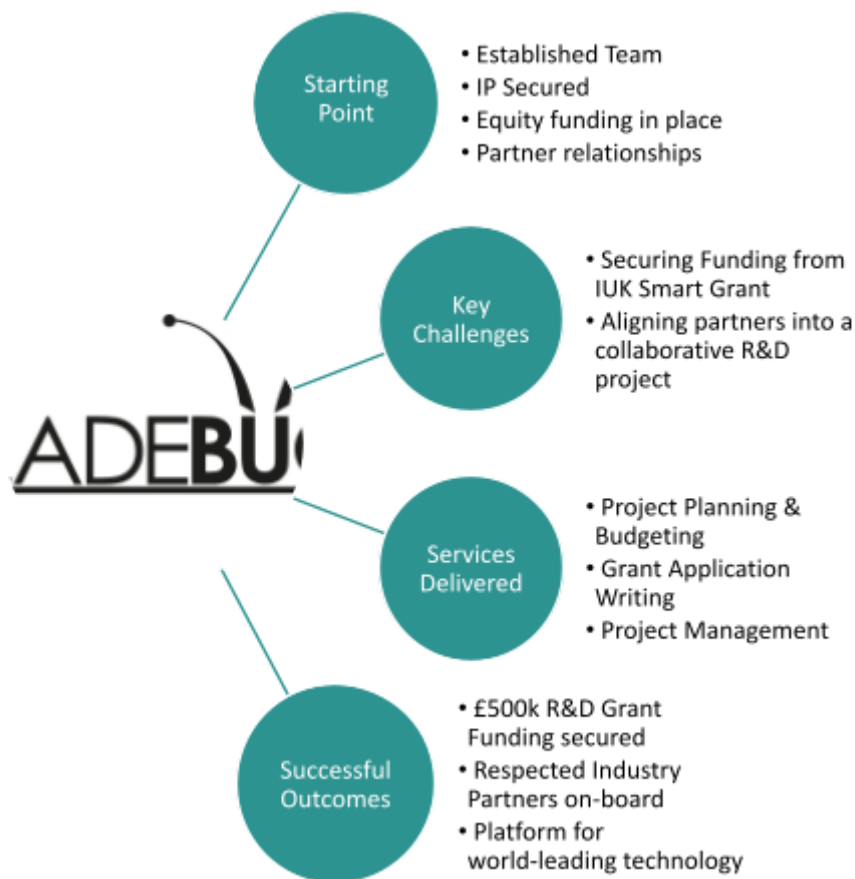 Starting
Point
• Established Team
• IP Secured
• Equity funding in place
• Partner relationships
Key
Challenges
• Securing Funding from
IUK Smart Grant
• Aligning partners into a
collaborative R&D
project
ADEBU
Services
Delivered
• Project Planning &
Budgeting
• Grant Application
Writing
• Project Management
Successful
Outcomes
• £500k R&D Grant
Funding secured
• Respected Industry
Partners on-board
• Platform for
world-leading technology